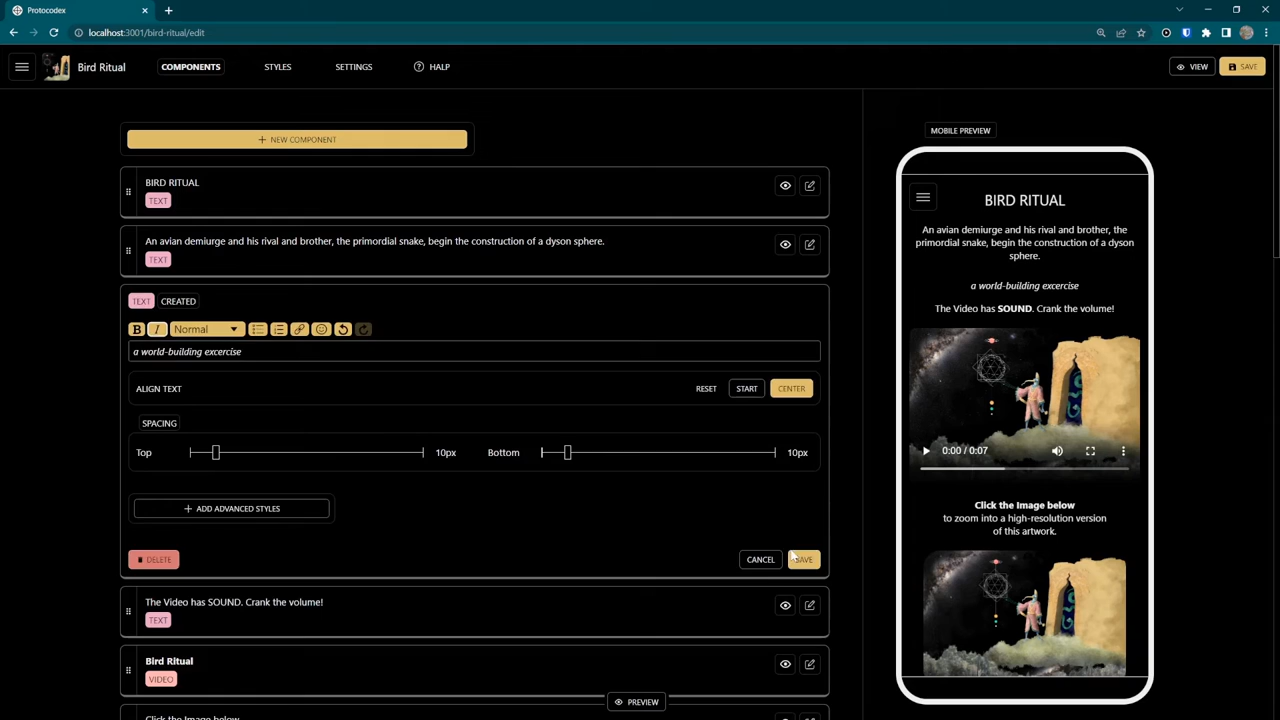 Protocodex
localhost:3001/bird-ritual/edit
Bird Ritual
COMPONENTS
STYLES
SETTINGS
HELP
VIEW
SAVE
NEW COMPONENT
BIRD RITUAL
TEXT
An avian demiurge and his rival and brother, the primordial snake, begin the construction of a dyson sphere.
TEXT
TEXT CREATED
B I Normal
a world-building excercise
ALIGN TEXT
RESET
START
CENTER
SPACING
Top
10px
Bottom
10px
ADD ADVANCED STYLES
DELETE
CANCEL
SAVE
The Video has SOUND. Crank the volume!
TEXT
Bird Ritual
VIDEO
PREVIEW
Click the Image below
MOBILE PREVIEW
BIRD RITUAL
An avian demiurge and his rival and brother, the
primordial snake, begin the construction of a dyson
sphere.
a world-building excercise
The Video has SOUND. Crank the volume!
0:00 / 0:07
Click the Image below
to zoom into a high-resolution version
of this artwork.